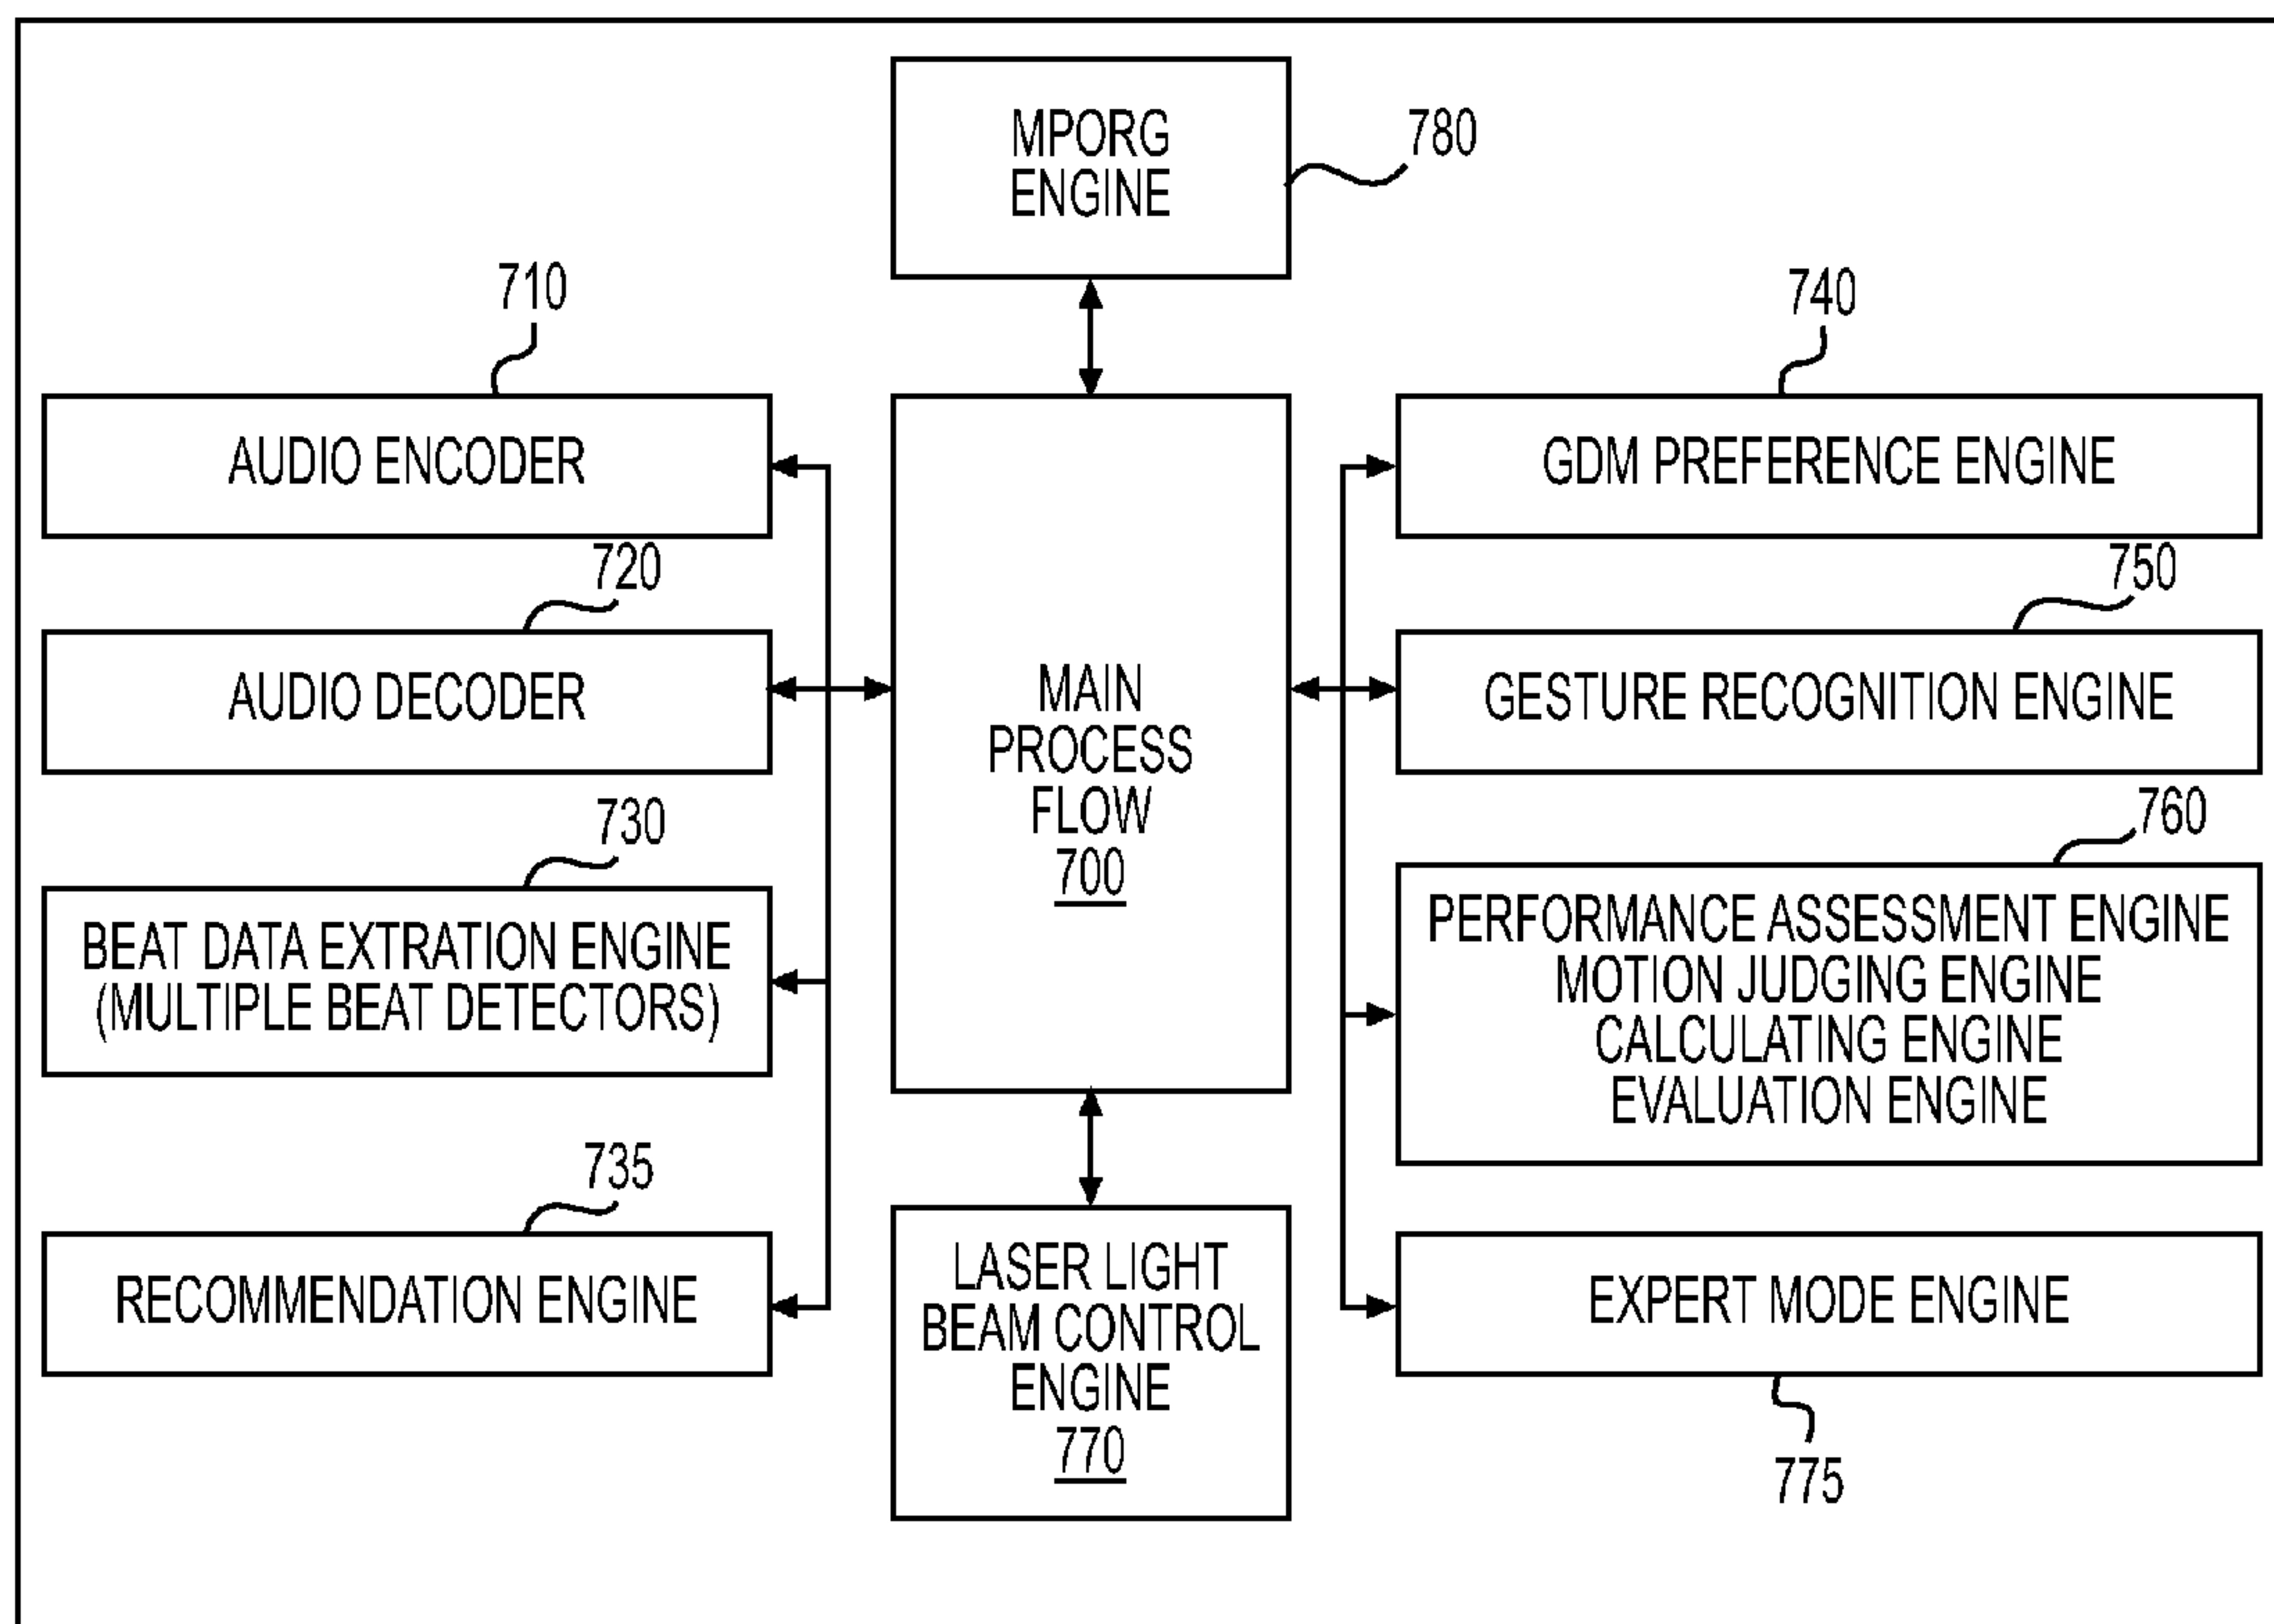 MPORG
ENGINE
780
710
AUDIO ENCODER
720
AUDIO DECODER
730
BEAT DATA EXTRATION ENGINE
(MULTIPLE BEAT DETECTORS)
735
RECOMMENDATION ENGINE
MAIN
PROCESS
FLOW
700
LASER LIGHT
BEAM CONTROL
ENGINE
770
740
GDM PREFERENCE ENGINE
750
GESTURE RECOGNITION ENGINE
760
PERFORMANCE ASSESSMENT ENGINE
MOTION JUDGING ENGINE
CALCULATING ENGINE
EVALUATION ENGINE
EXPERT MODE ENGINE
775